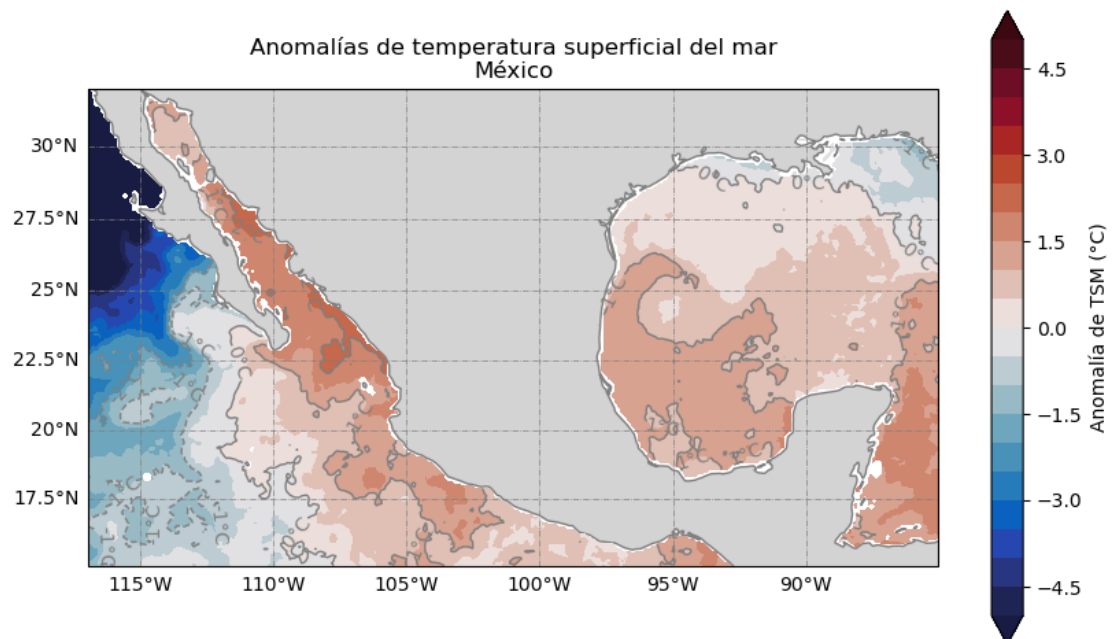 Anomalías de temperatura superficial del mar
México
30°N
27.5°N
25°N
22.5°N
20°N
17.5°N
115°W
110°W
105°W
100°W
95°W
90°W
4.5
3.0
1.5
0.0
−1.5
−3.0
−4.5
Anomalía de TSM (°C)